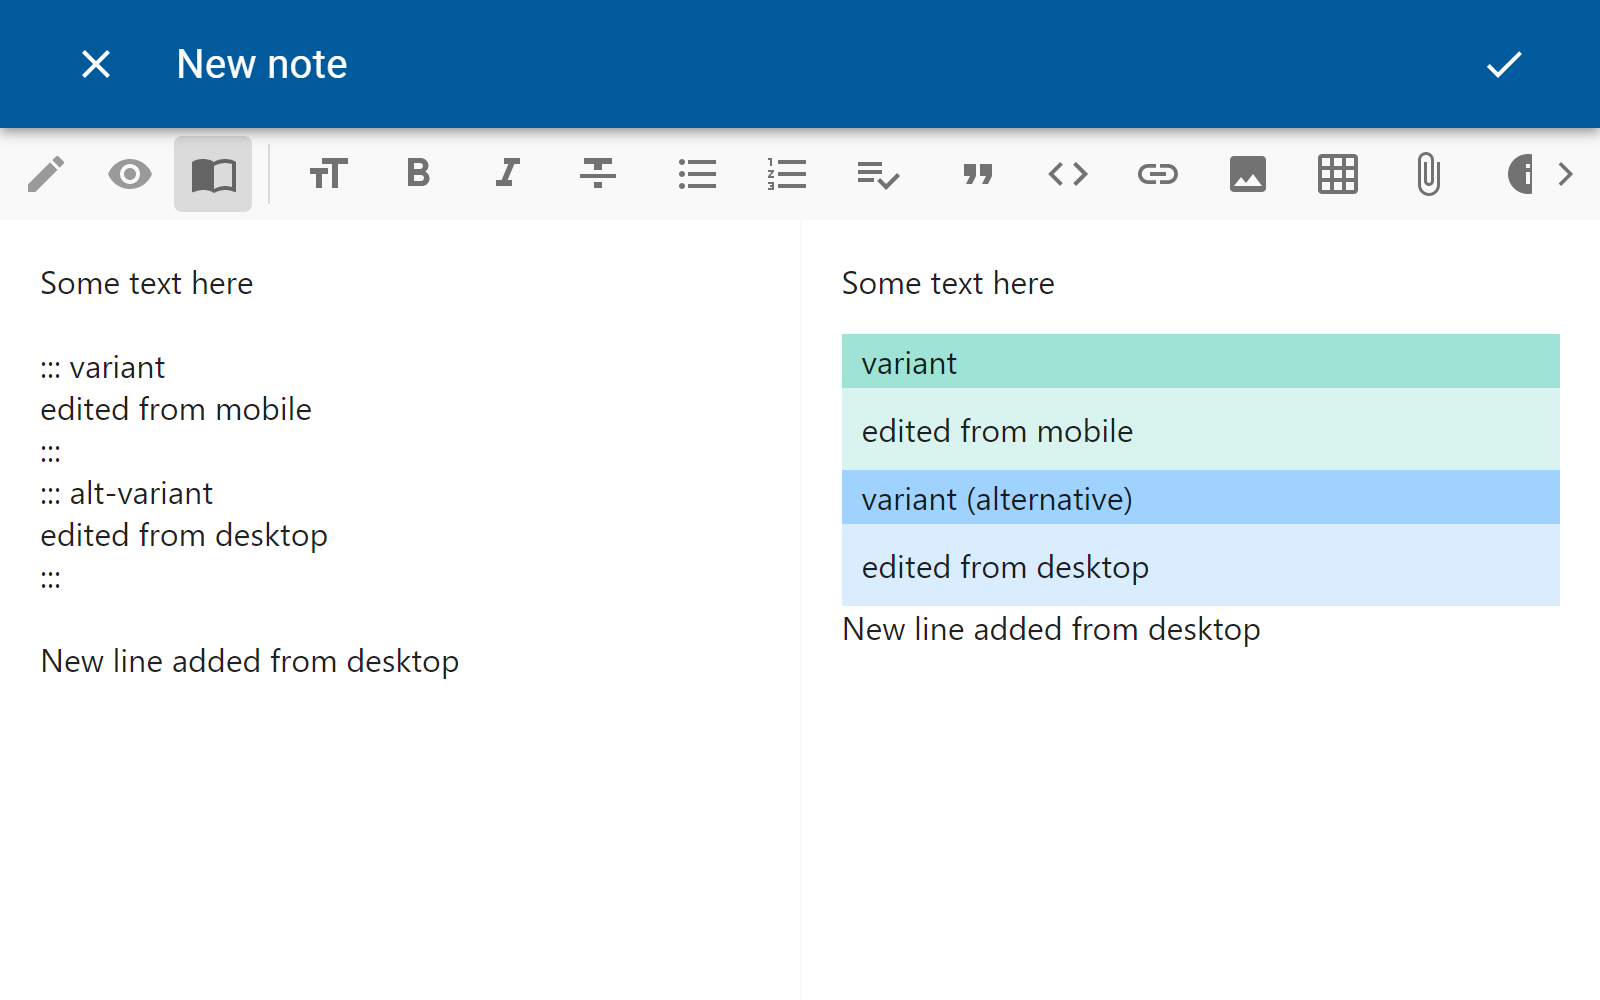 New note
Some text here
::: variant
edited from mobile
:::
::: alt-variant
edited from desktop
:::
New line added from desktop
Some text here
variant
edited from mobile
variant (alternative)
edited from desktop
New line added from desktop